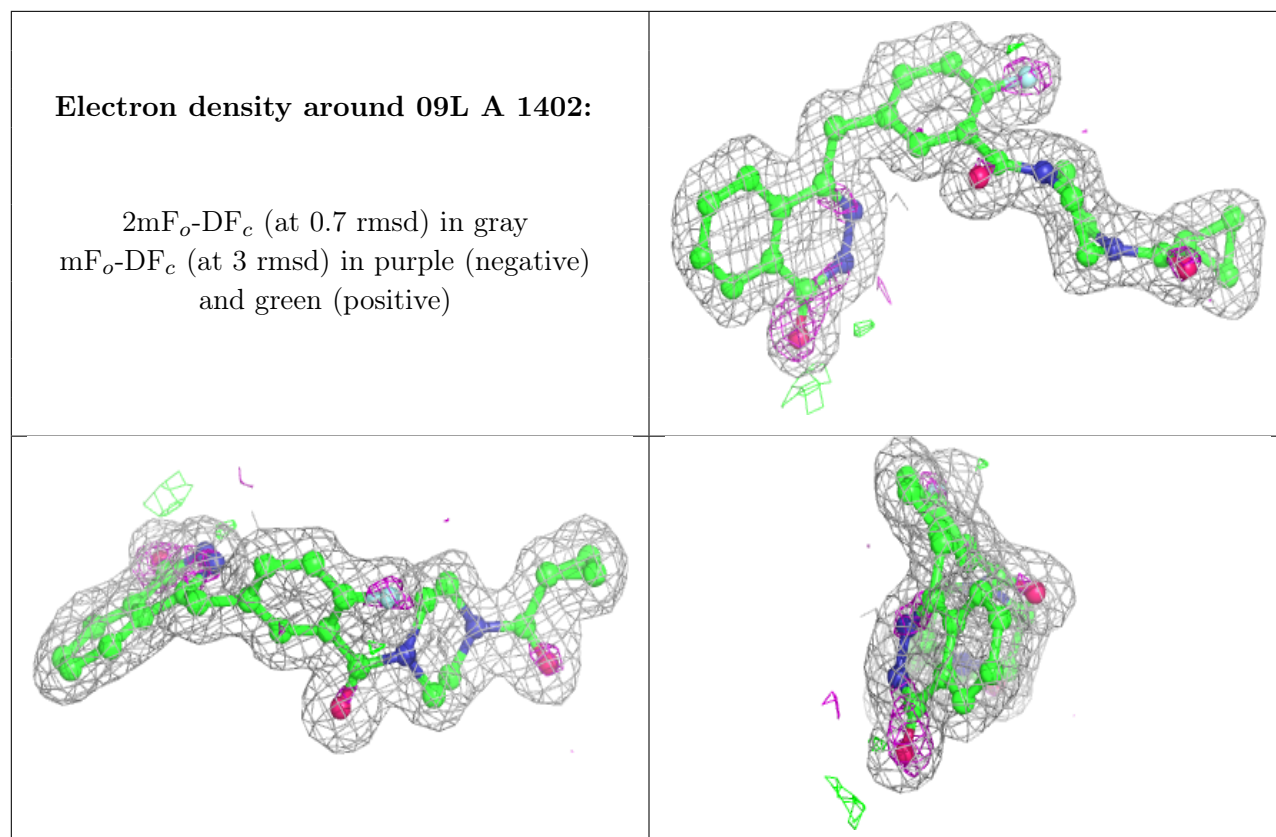 Electron density around 09L A 1402:
2mFo-DFc (at 0.7 rmsd) in gray
mFo-DFc (at 3 rmsd) in purple (negative)
and green (positive)